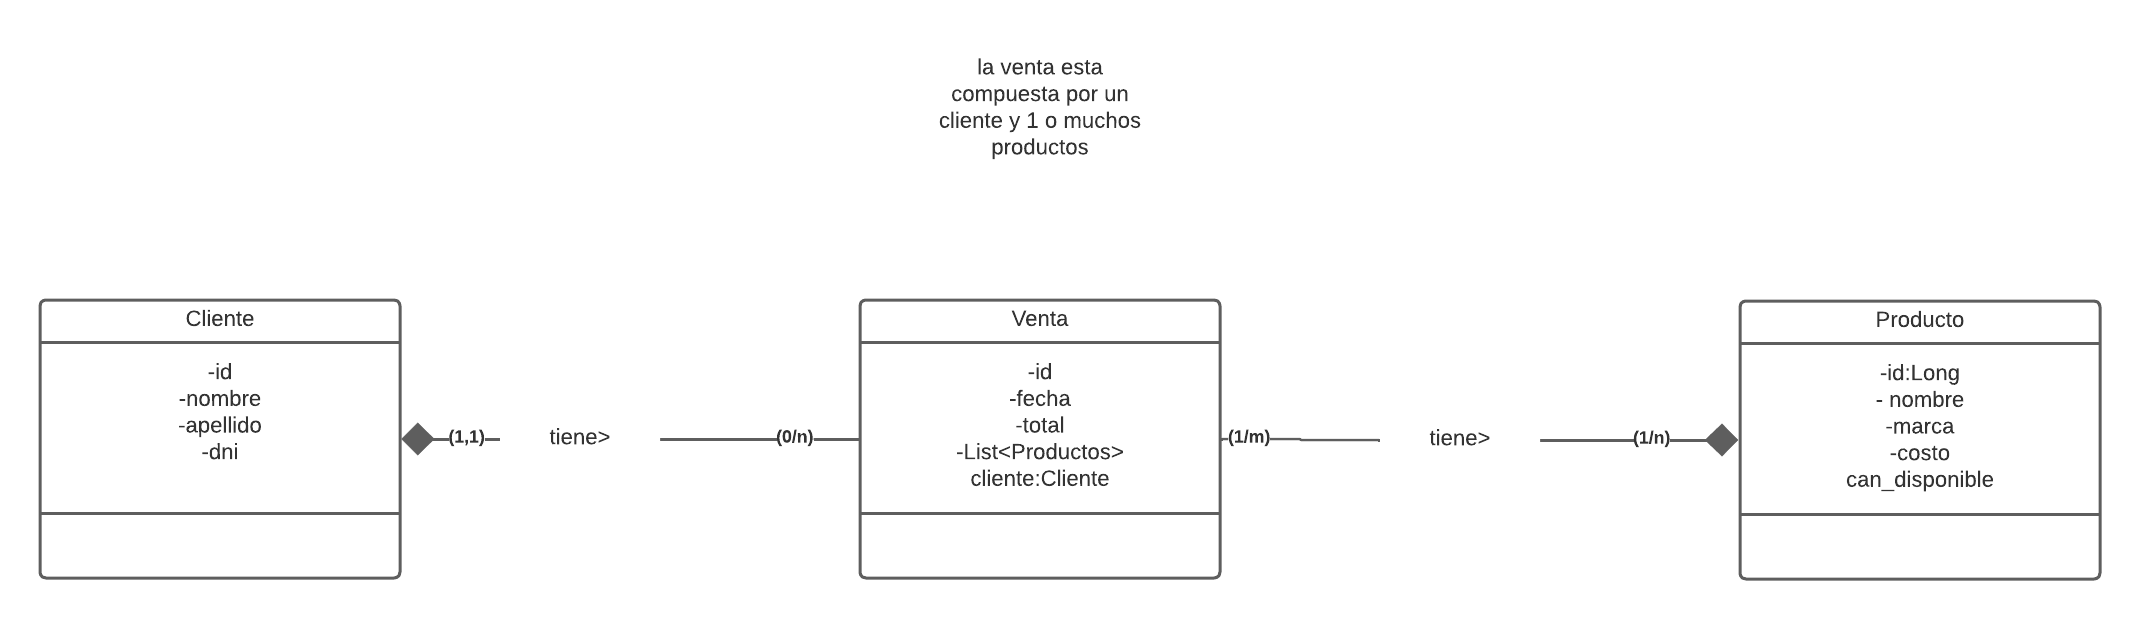 la venta esta
compuesta por un
cliente y 1 o muchos
productos
Cliente
-id
-nombre
-apellido
-dni
(1,1)
tiene>
(0/n)
Venta
-id
-fecha
-total
-List<Productos>
cliente:Cliente
(1/m)
tiene>
(1/n)
Producto
-id:Long
- nombre
-marca
-costo
can_disponible